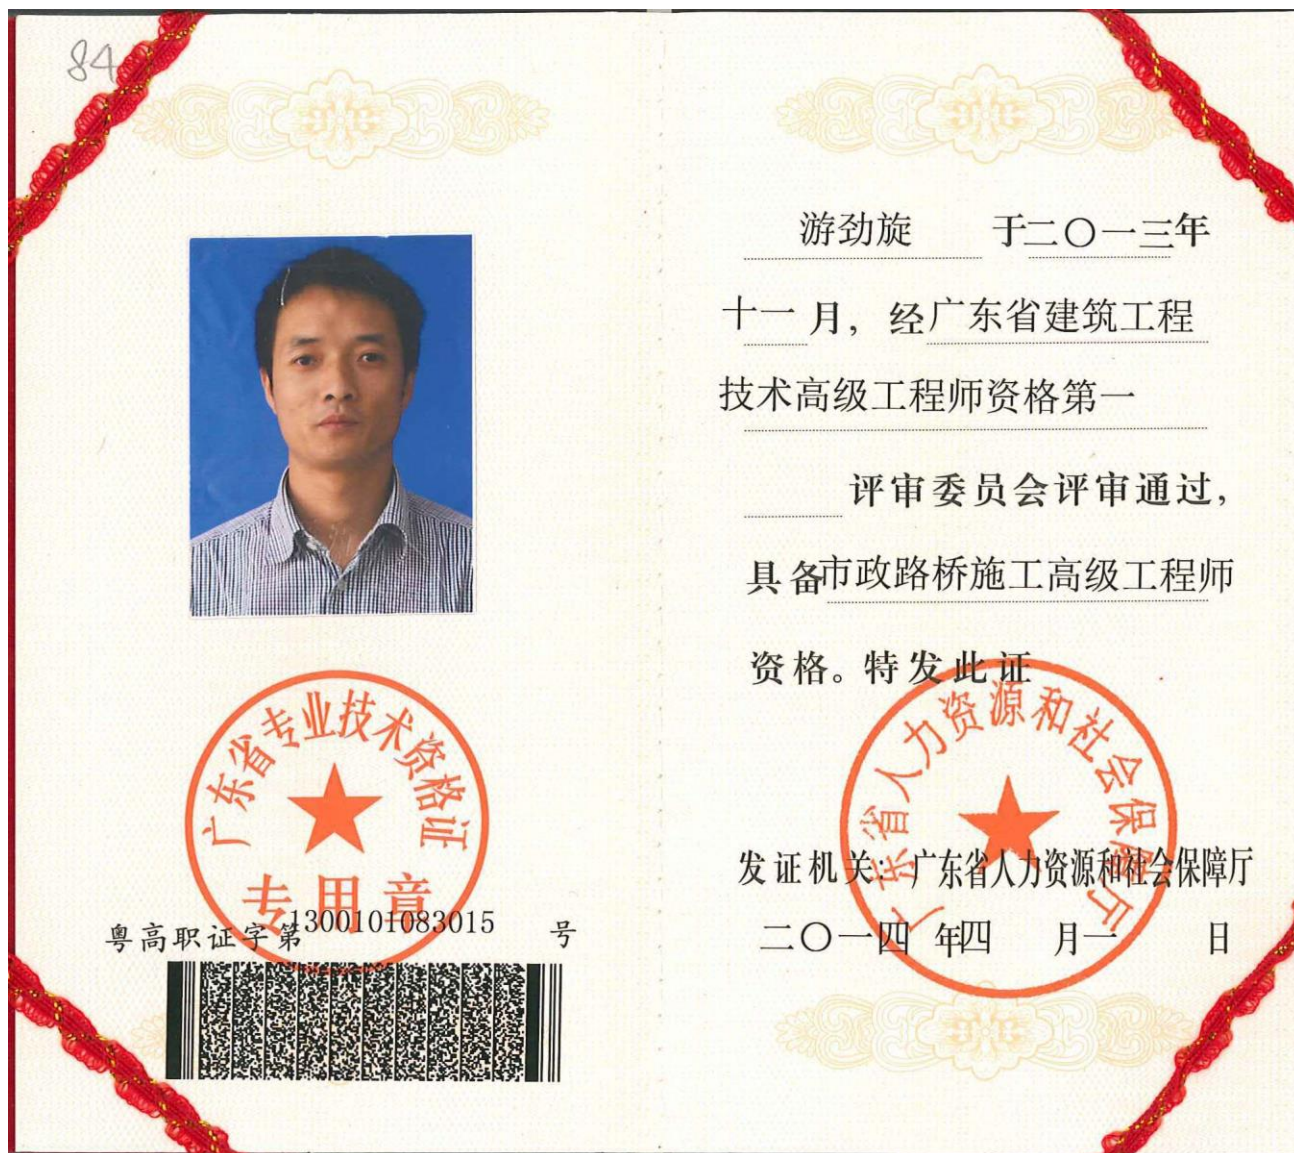 84
广东省专业技术资格证
专用章
粤高职证字第1300101083015 号
游劲旋 于二〇一三年
十一月，经广东省建筑工程
技术高级工程师资格第一
评审委员会评审通过，
具备市政路桥施工高级工程师
资格。特发此证
广东省人力资源和社会保障厅
发证机关：广东省人力资源和社会保障厅
二〇一四 年四 月一 日